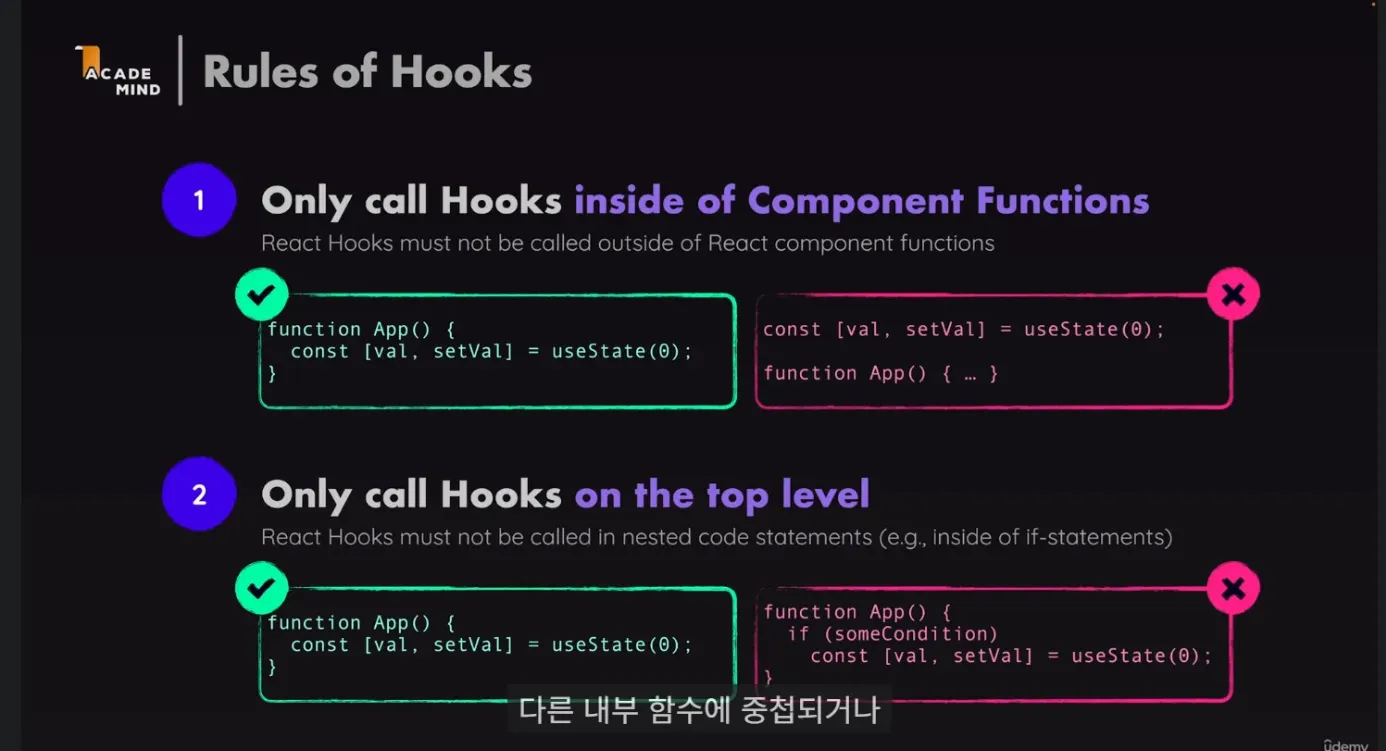 ACADE
MIND
Rules of Hooks
1
Only call Hooks inside of Component Functions
React Hooks must not be called outside of React component functions
function App() {
const [val, setVal] = useState(0);
}
const [val, setVal] = useState(0);
function App() { … }
2
Only call Hooks on the top level
React Hooks must not be called in nested code statements (e.g., inside of if-statements)
function App() {
const [val, setVal] = useState(0);
}
function App() {
if (someCondition)
const [val, setVal] = useState(0);
}
다른 내부 함수에 중첩되거나
udemy